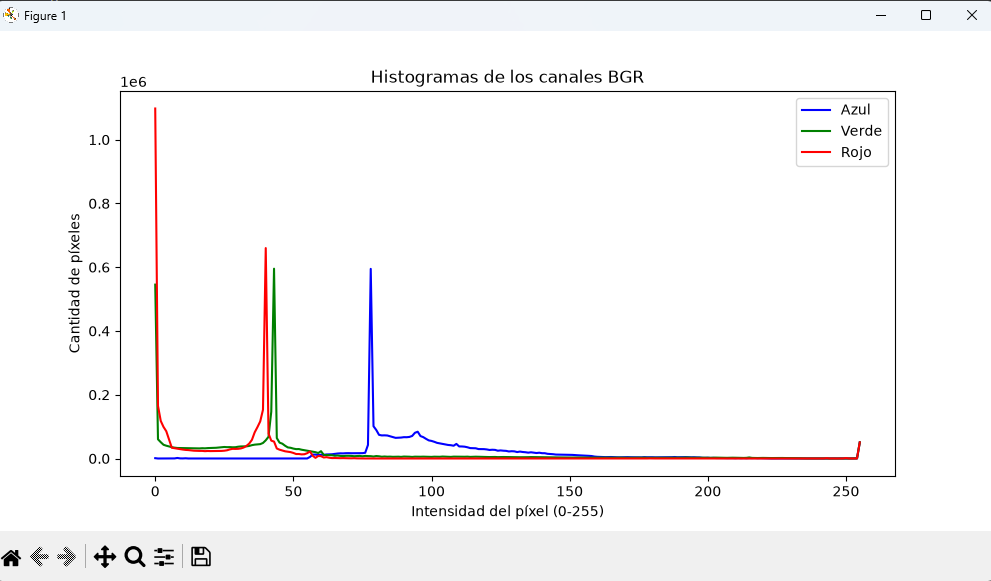 Figure 1
Histogramas de los canales BGR
1e6
Azul
Verde
Rojo
1.0
0.8
0.6
0.4
0.2
0.0
Cantidad de píxeles
0 50 100 150 200 250
Intensidad del píxel (0-255)